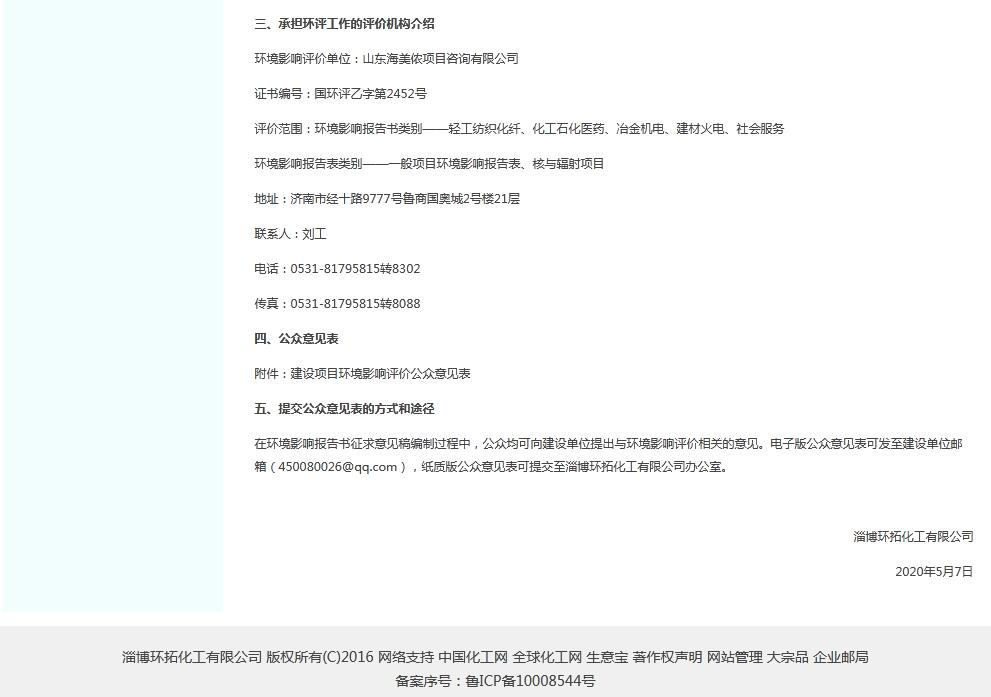 三、承担环评工作的评价机构介绍
环境影响评价单位：山东海美侬项目咨询有限公司
证书编号：国环评乙字第2452号
评价范围：环境影响报告书类别——轻工纺织化纤、化工石化医药、冶金机电、建材火电、社会服务
环境影响报告表类别——一般项目环境影响报告表、核与辐射项目
地址：济南市经十路9777号鲁商国奥城2号楼21层
联系人：刘工
电话：0531-81795815转8302
传真：0531-81795815转8088
四、公众意见表
附件：建设项目环境影响评价公众意见表
五、提交公众意见表的方式和途径
在环境影响报告书征求意见稿编制过程中，公众均可向建设单位提出与环境影响评价相关的意见。电子版公众意见表可发至建设单位邮
箱（450080026@qq.com），纸质版公众意见表可提交至淄博环拓化工有限公司办公室。
淄博环拓化工有限公司
2020年5月7日
淄博环拓化工有限公司 版权所有(C)2016 网络支持 中国化工网 全球化工网 生意宝 著作权声明 网站管理 大宗品 企业邮局
备案序号：鲁ICP备10008544号